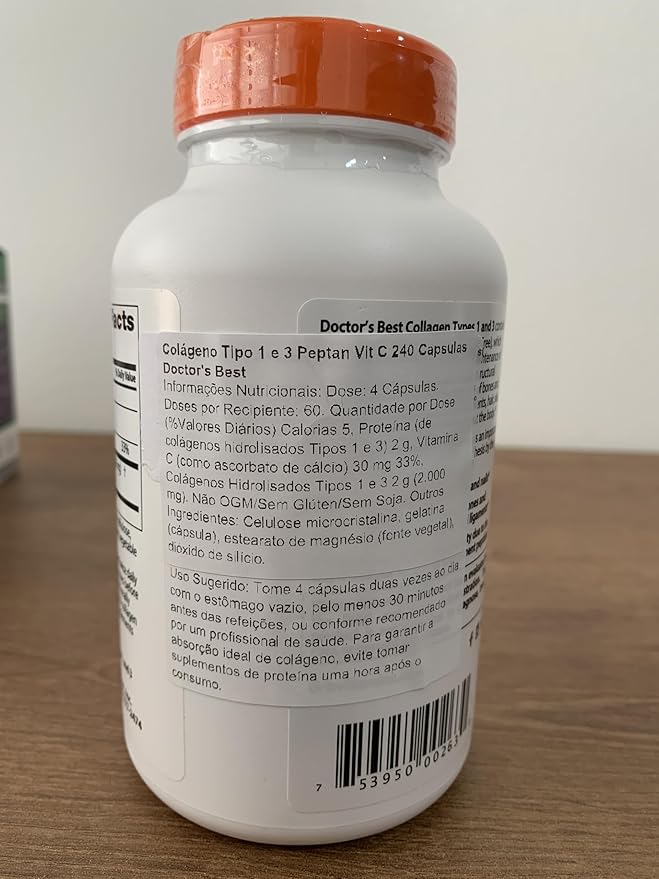 acts
% Daily Value
33%
Doctor's Best Collagen Types 1 and 3
Colágeno Tipo 1 e 3 Peptan Vit C 240 Capsulas
Doctor's Best
Informações Nutricionais: Dose: 4 Cápsulas.
Doses por Recipiente: 60. Quantidade por Dose
(%Valores Diários) Calorias 5, Proteína (de
colágenos hidrolisados Tipos 1 e 3) 2 g, Vitamina
C (como ascorbato de cálcio) 30 mg 33%,
Colágenos Hidrolisados Tipos 1 e 3 2 g (2.000
mg). Não OGM/Sem Glúten/Sem Soja. Outros
Ingredientes: Celulose microcristalina, gelatina
(cápsula), estearato de magnésio (fonte vegetal),
dióxido de silício.
Uso Sugerido: Tome 4 cápsulas duas vezes ao dia
com o estômago vazio, pelo menos 30 minutos
antes das refeições, ou conforme recomendado
por um profissional de saúde. Para garantir a
absorção ideal de colágeno, evite tomar
suplementos de proteína uma hora após o
consumo.
7 53950 00263